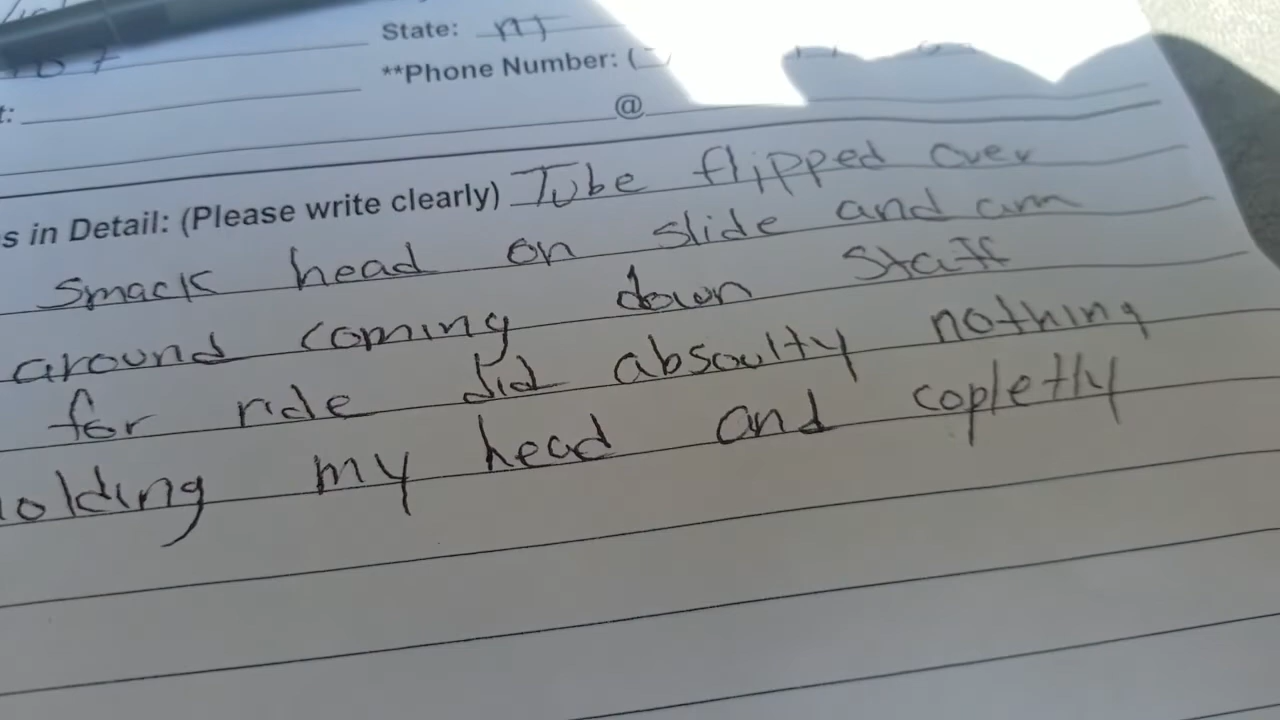 State: NJ
**Phone Number: (
t:
@
s in Detail: (Please write clearly) Tube flipped over
Smack head on slide and arm
around coming down Staff
for ride did absoulty nothing
olding my head and copletly